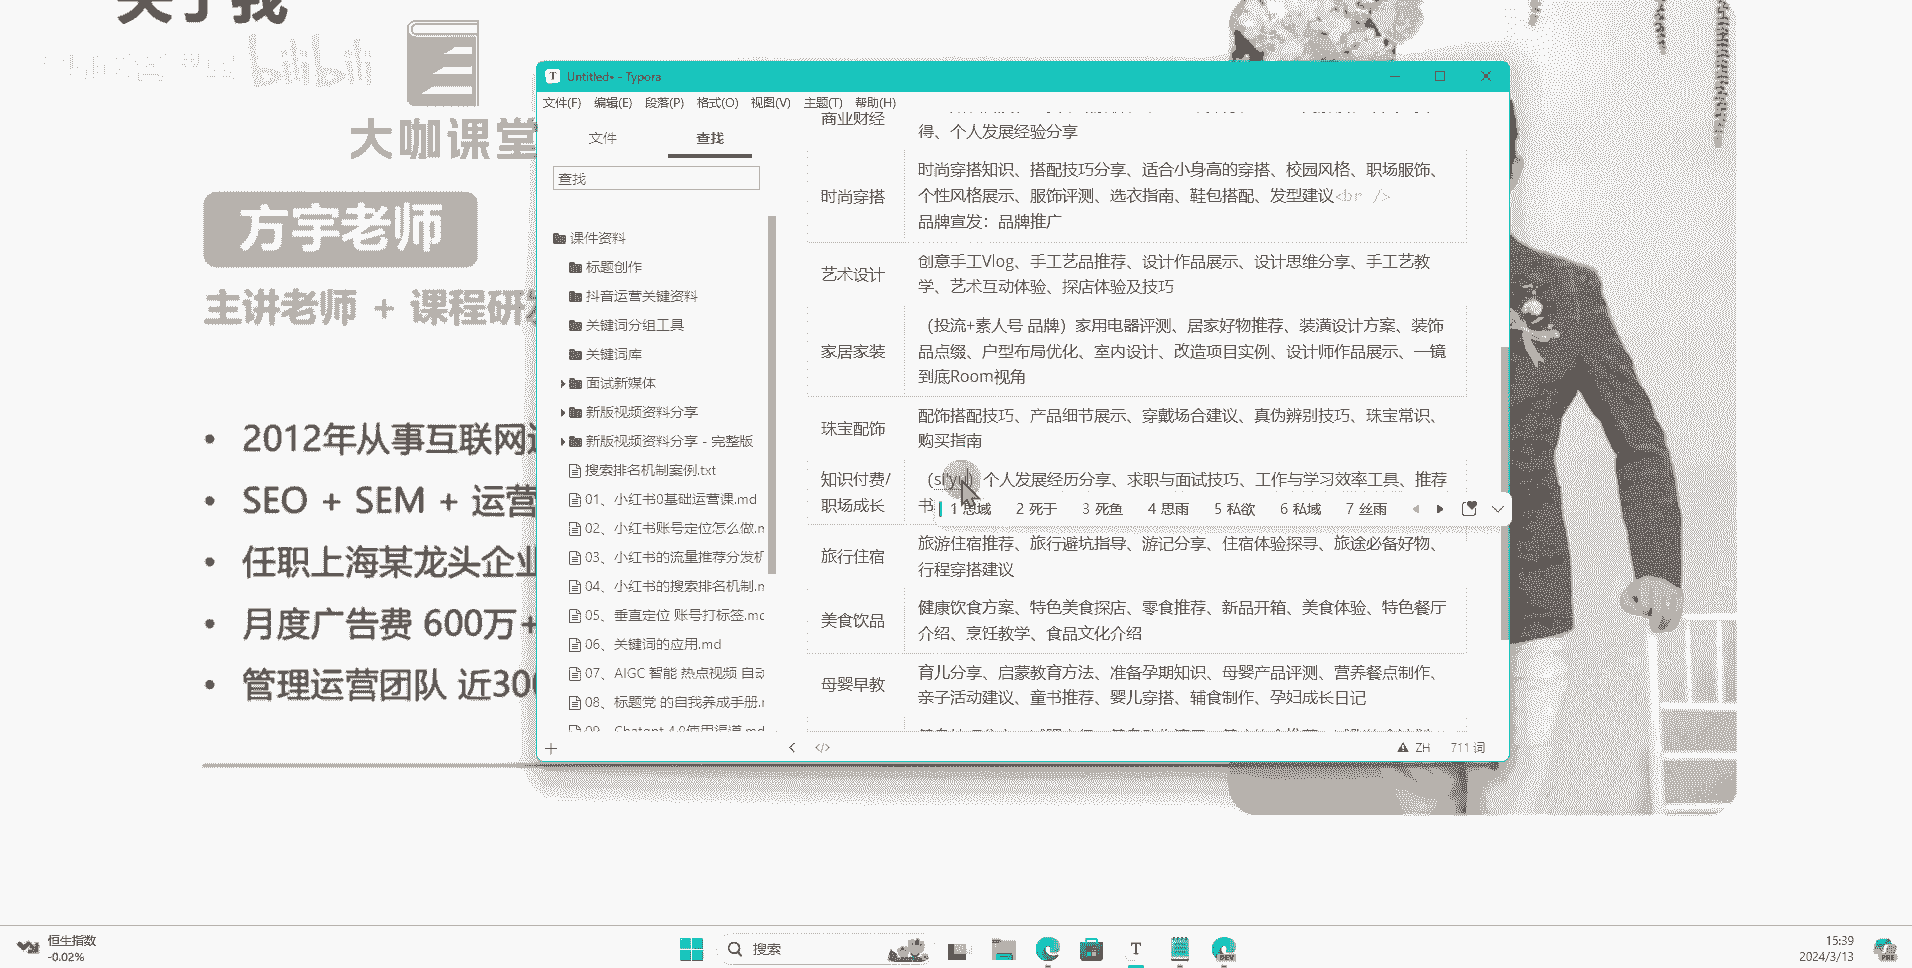 关于我
bilibili
大咖课堂
方宇老师
主讲老师 + 课程研发
2012年从事互联网
SEO + SEM + 运营
任职上海某龙头企业
月度广告费 600万+
管理运营团队 近300
Untitled• - Typora
文件(F) 编辑(E) 段落(P) 格式(O) 视图(V) 主题(T) 帮助(H)
文件 查找
查找
课件资料
标题创作
抖音运营关键资料
关键词分组工具
关键词库
面试新媒体
新版视频资料分享
新版视频资料分享 - 完整版
搜索排名机制案例.txt
01、小红书0基础运营课.md
02、小红书账号定位怎么做.m
03、小红书的流量推荐分发机
04、小红书的搜索排名机制.m
05、垂直定位 账号打标签.mc
06、关键词的应用.md
07、AIGC 智能 热点视频 自动
08、标题党 的自我养成手册.r
09、Chatgpt 4.0使用渠道.md
商业财经
得、个人发展经验分享
时尚穿搭
时尚穿搭知识、搭配技巧分享、适合小身高的穿搭、校园风格、职场服饰、
个性风格展示、服饰评测、选衣指南、鞋包搭配、发型建议<br />
品牌宣发：品牌推广
艺术设计
创意手工Vlog、手工艺品推荐、设计作品展示、设计思维分享、手工艺教
学、艺术互动体验、探店体验及技巧
家居家装
（投流+素人号 品牌）家用电器评测、居家好物推荐、装潢设计方案、装饰
品点缀、户型布局优化、室内设计、改造项目实例、设计师作品展示、一镜
到底Room视角
珠宝配饰
配饰搭配技巧、产品细节展示、穿戴场合建议、真伪辨别技巧、珠宝常识、
购买指南
知识付费/
职场成长
（si'yu）个人发展经历分享、求职与面试技巧、工作与学习效率工具、推荐
书
1 思域 2 死于 3 死鱼 4 思雨 5 私欲 6 私域 7 丝雨
旅行住宿
旅游住宿推荐、旅行避坑指导、游记分享、住宿体验探寻、旅途必备好物、
行程穿搭建议
美食饮品
健康饮食方案、特色美食探店、零食推荐、新品开箱、美食体验、特色餐厅
介绍、烹饪教学、食品文化介绍
母婴早教
育儿分享、启蒙教育方法、准备孕期知识、母婴产品评测、营养餐点制作、
亲子活动建议、童书推荐、婴儿穿搭、辅食制作、孕妇成长日记
ZH 711 词
恒生指数
-0.02%
搜索
15:39
2024/3/13